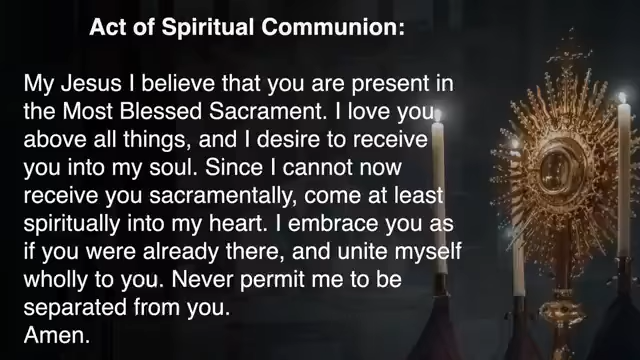 Act of Spiritual Communion:
My Jesus I believe that you are present in
the Most Blessed Sacrament. I love you
above all things, and I desire to receive
you into my soul. Since I cannot now
receive you sacramentally, come at least
spiritually into my heart. I embrace you as
if you were already there, and unite myself
wholly to you. Never permit me to be
separated from you.
Amen.